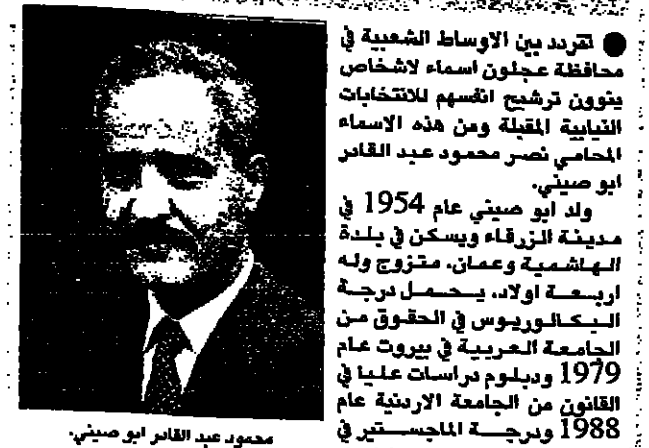 ● تتردد بين الاوساط الشعبية في
محافظة عجلون اسماء لاشخاص
ينوون ترشيح انفسهم للانتخابات
النيابية المقبلة ومن هذه الاسماء
المحامي نصر محمود عبد القادر
ابو صيني.
ولد ابو صيني عام 1954 في
مدينة الزرقاء ويسكن في بلدة
الهاشمية وعمان، متزوج وله
اربعة اولاد، يحمل درجة
البكالوريوس في الحقوق من
الجامعة العربية في بيروت عام
1979 ودبلوم دراسات عليا في
القانون من الجامعة الاردنية عام
1988 ودرجة الماجستير في
محمود عبد القادر ابو صيني.